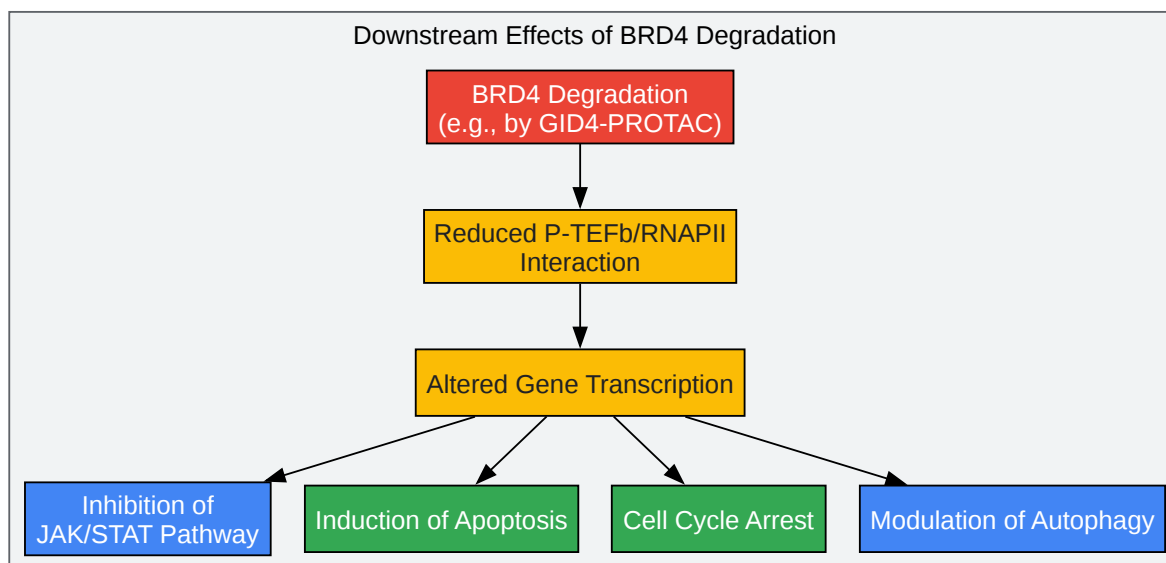 Downstream Effects of BRD4 Degradation
BRD4 Degradation
(e.g., by GID4-PROTAC)
Reduced P-TEFb/RNAPII
Interaction
Altered Gene Transcription
Inhibition of
JAK/STAT Pathway
Induction of Apoptosis
Cell Cycle Arrest
Modulation of Autophagy